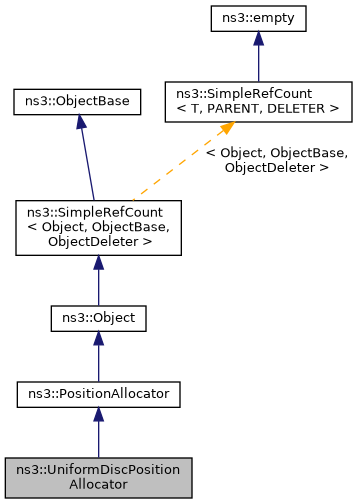 ns3::empty
ns3::SimpleRefCount
< T, PARENT, DELETER >
ns3::ObjectBase
< Object, ObjectBase,
ObjectDeleter >
ns3::SimpleRefCount
< Object, ObjectBase,
ObjectDeleter >
ns3::Object
ns3::PositionAllocator
ns3::UniformDiscPosition
Allocator